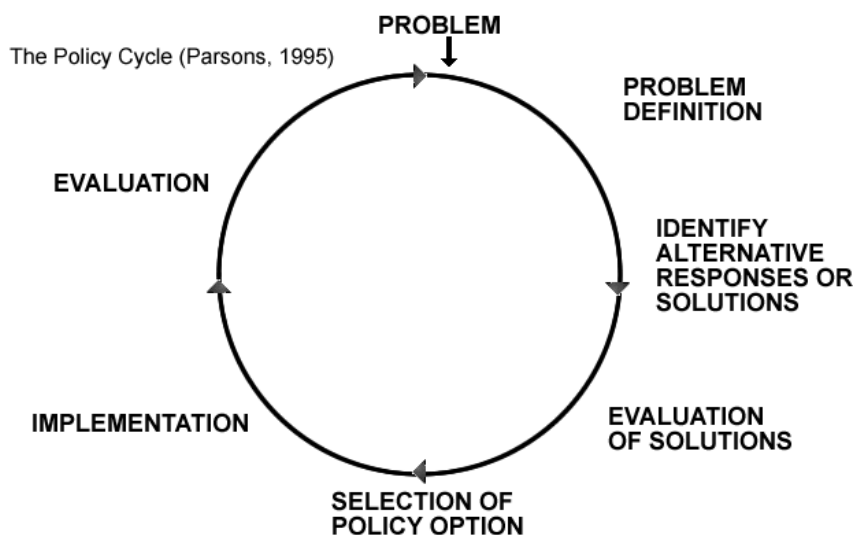 PROBLEM
The Policy Cycle (Parsons, 1995)
PROBLEM
DEFINITION
IDENTIFY
ALTERNATIVE
RESPONSES OR
SOLUTIONS
EVALUATION
OF SOLUTIONS
SELECTION OF
POLICY OPTION
IMPLEMENTATION
EVALUATION